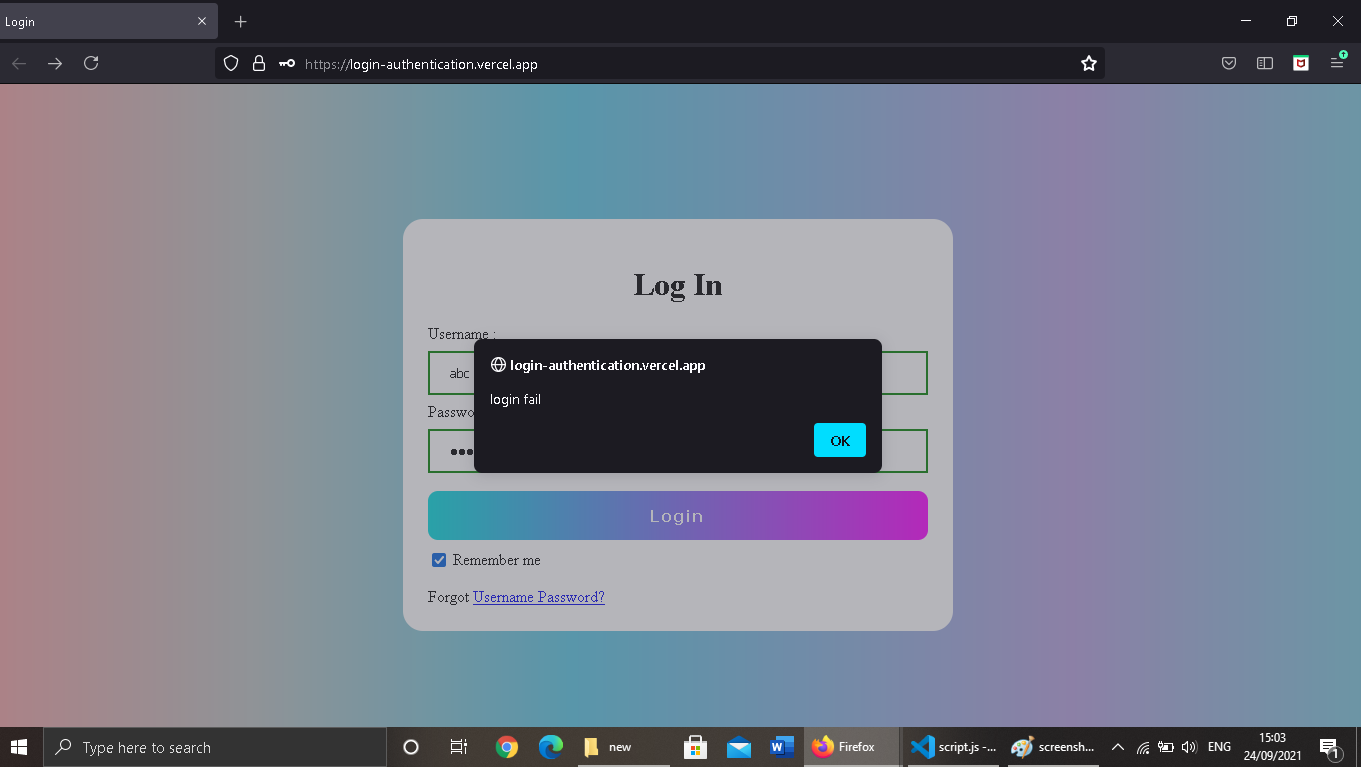 Login
https://login-authentication.vercel.app
Log In
Username :
abc
login-authentication.vercel.app
login fail
OK
Passwo
Login
Remember me
Forgot Username Password?
Type here to search
new
Firefox
script.js -...
screensh...
ENG
15:03
24/09/2021
1